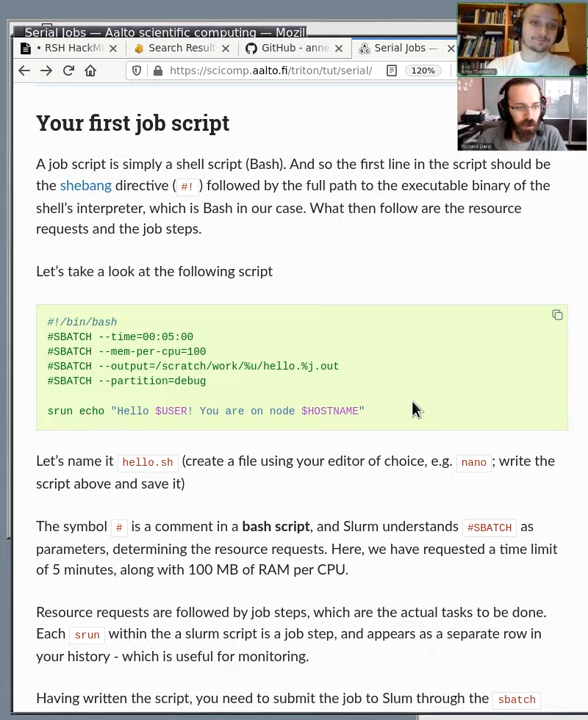 Serial Jobs — Aalto scientific computing — Mozil
• RSH HackM
Search Result
GitHub - anne
Serial Jobs —
https://scicomp.aalto.fi/triton/tut/serial/
120%
Richard Darst
Your first job script
A job script is simply a shell script (Bash). And so the first line in the script should be
the shebang directive ( #! ) followed by the full path to the executable binary of the
shell's interpreter, which is Bash in our case. What then follow are the resource
requests and the job steps.
Let's take a look at the following script
#!/bin/bash
#SBATCH --time=00:05:00
#SBATCH --mem-per-cpu=100
#SBATCH --output=/scratch/work/%u/hello.%j.out
#SBATCH --partition=debug
srun echo "Hello $USER! You are on node $HOSTNAME"
Let's name it hello.sh (create a file using your editor of choice, e.g. nano ; write the
script above and save it)
The symbol # is a comment in a bash script, and Slurm understands #SBATCH as
parameters, determining the resource requests. Here, we have requested a time limit
of 5 minutes, along with 100 MB of RAM per CPU.
Resource requests are followed by job steps, which are the actual tasks to be done.
Each srun within the a slurm script is a job step, and appears as a separate row in
your history - which is useful for monitoring.
Having written the script, you need to submit the job to Slum through the sbatch